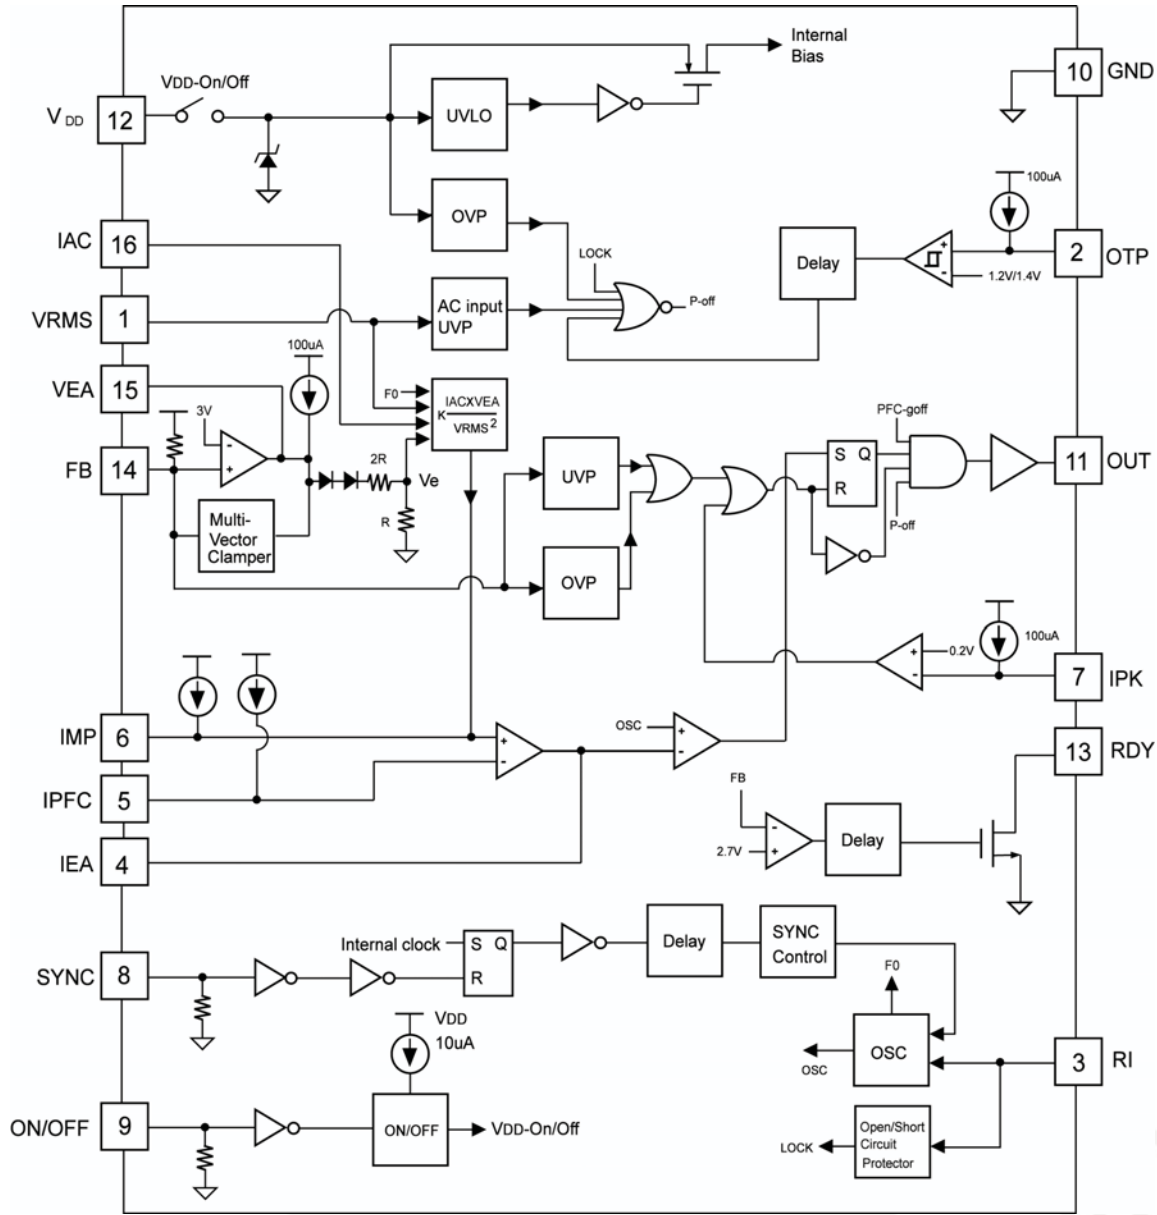 Internal
Bias
10
GND
VDD-On/Off
VDD
12
UVLO
100uA
OVP
IAC
16
LOCK
Delay
+
-
2
OTP
1.2V/1.4V
VRMS
1
AC input
UVP
P-off
100uA
VEA
15
F0
K IACXVEA
VRMS2
3V
-
+
PFC-goff
FB
14
2R
Ve
R
UVP
S Q
R
11
OUT
Multi-
Vector
Clamper
P-off
OVP
100uA
+
-
0.2V
7
IPK
IMP
6
+
-
OSC
+
-
13
RDY
IPFC
5
FB
IEA
4
-
+
2.7V
Delay
Internal clock
S Q
R
Delay
SYNC
Control
SYNC
8
F0
VDD
10uA
OSC
OSC
3
RI
ON/OFF
9
ON/OFF
VDD-On/Off
LOCK
Open/Short
Circuit
Protector